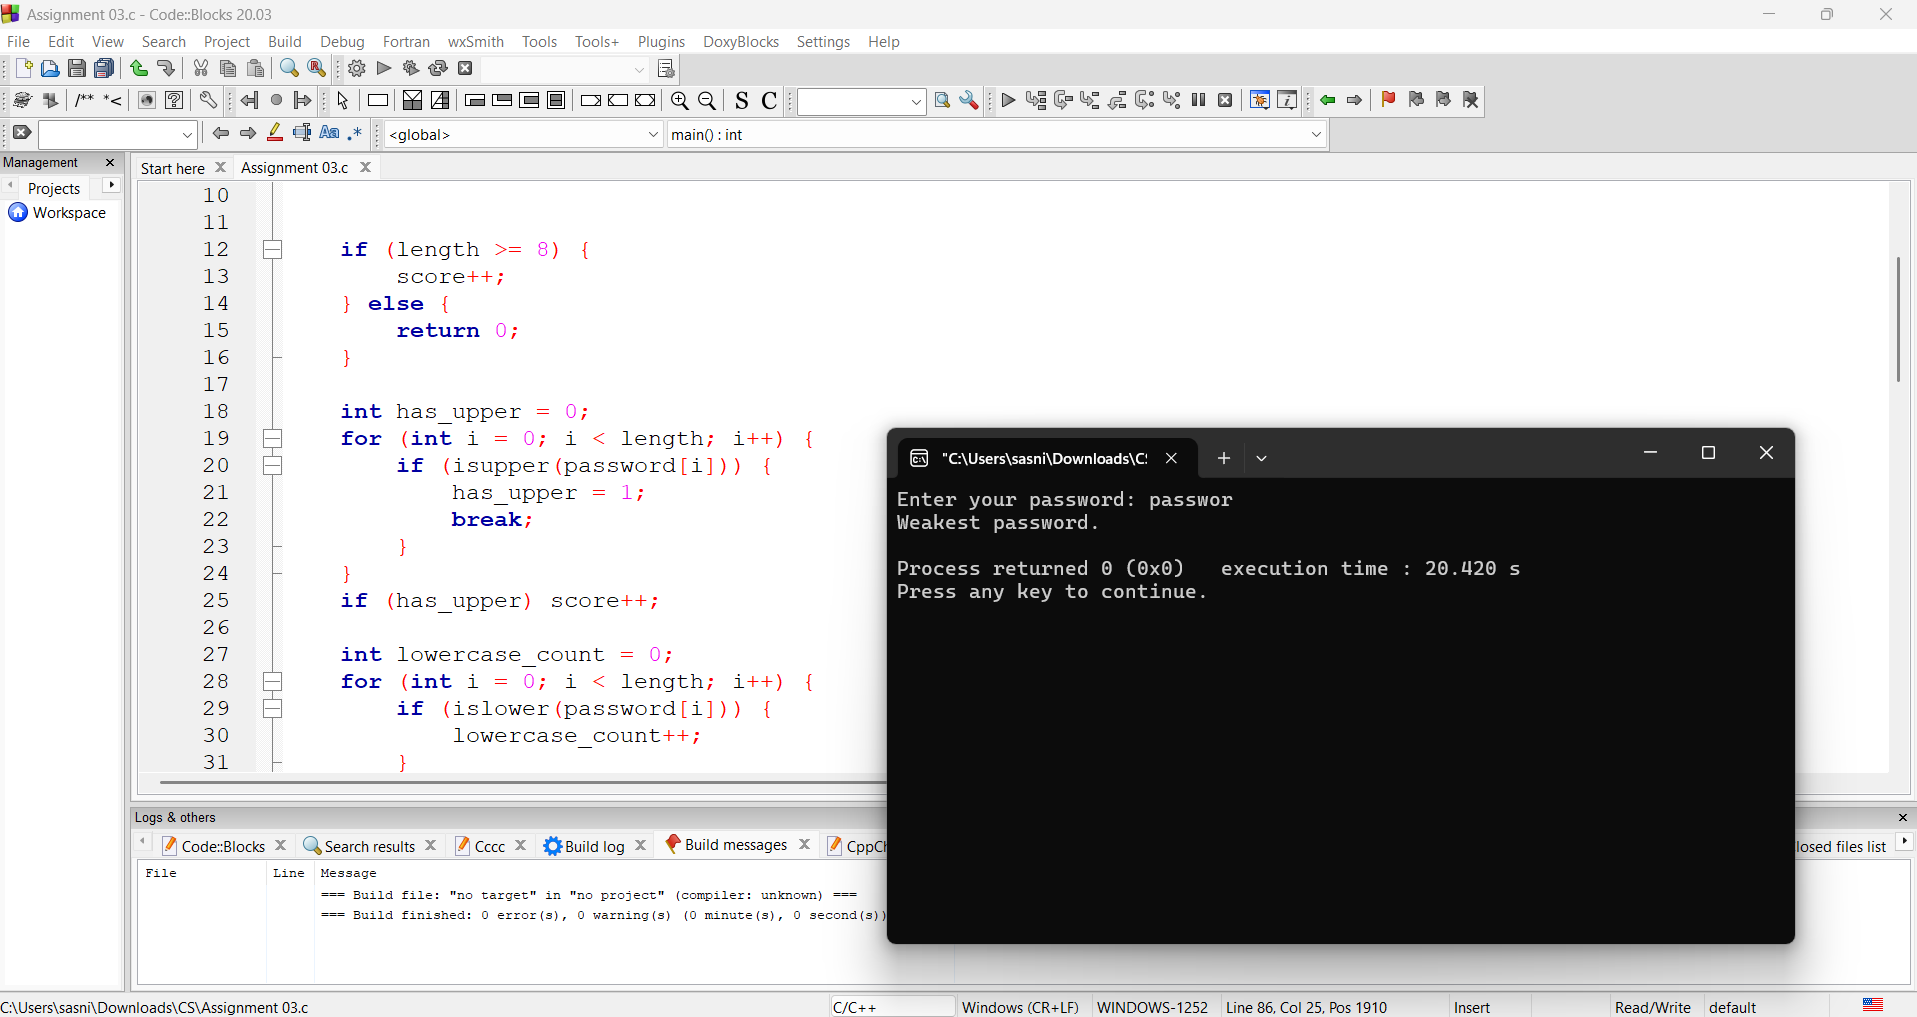 Assignment 03.c - Code::Blocks 20.03
File Edit View Search Project Build Debug Fortran wxSmith Tools Tools+ Plugins DoxyBlocks Settings Help
/** *<
S C
Aa .* <global> main() : int
Management
Start here Assignment 03.c
Projects
Workspace
10
11
12 if (length >= 8) {
13 score++;
14 } else {
15 return 0;
16 }
17
18 int has_upper = 0;
19 for (int i = 0; i < length; i++) {
20 if (isupper(password[i])) {
21 has_upper = 1;
22 break;
23 }
24 }
25 if (has_upper) score++;
26
27 int lowercase_count = 0;
28 for (int i = 0; i < length; i++) {
29 if (islower(password[i])) {
30 lowercase_count++;
31 }
"C:\Users\sasni\Downloads\C
Enter your password: passwor
Weakest password.
Process returned 0 (0x0) execution time : 20.420 s
Press any key to continue.
Logs & others
Code::Blocks Search results Cccc Build log Build messages CppCh losed files list
File Line Message
=== Build file: "no target" in "no project" (compiler: unknown) ===
=== Build finished: 0 error(s), 0 warning(s) (0 minute(s), 0 second(s))
C:\Users\sasni\Downloads\CS\Assignment 03.c C/C++ Windows (CR+LF) WINDOWS-1252 Line 86, Col 25, Pos 1910 Insert Read/Write default